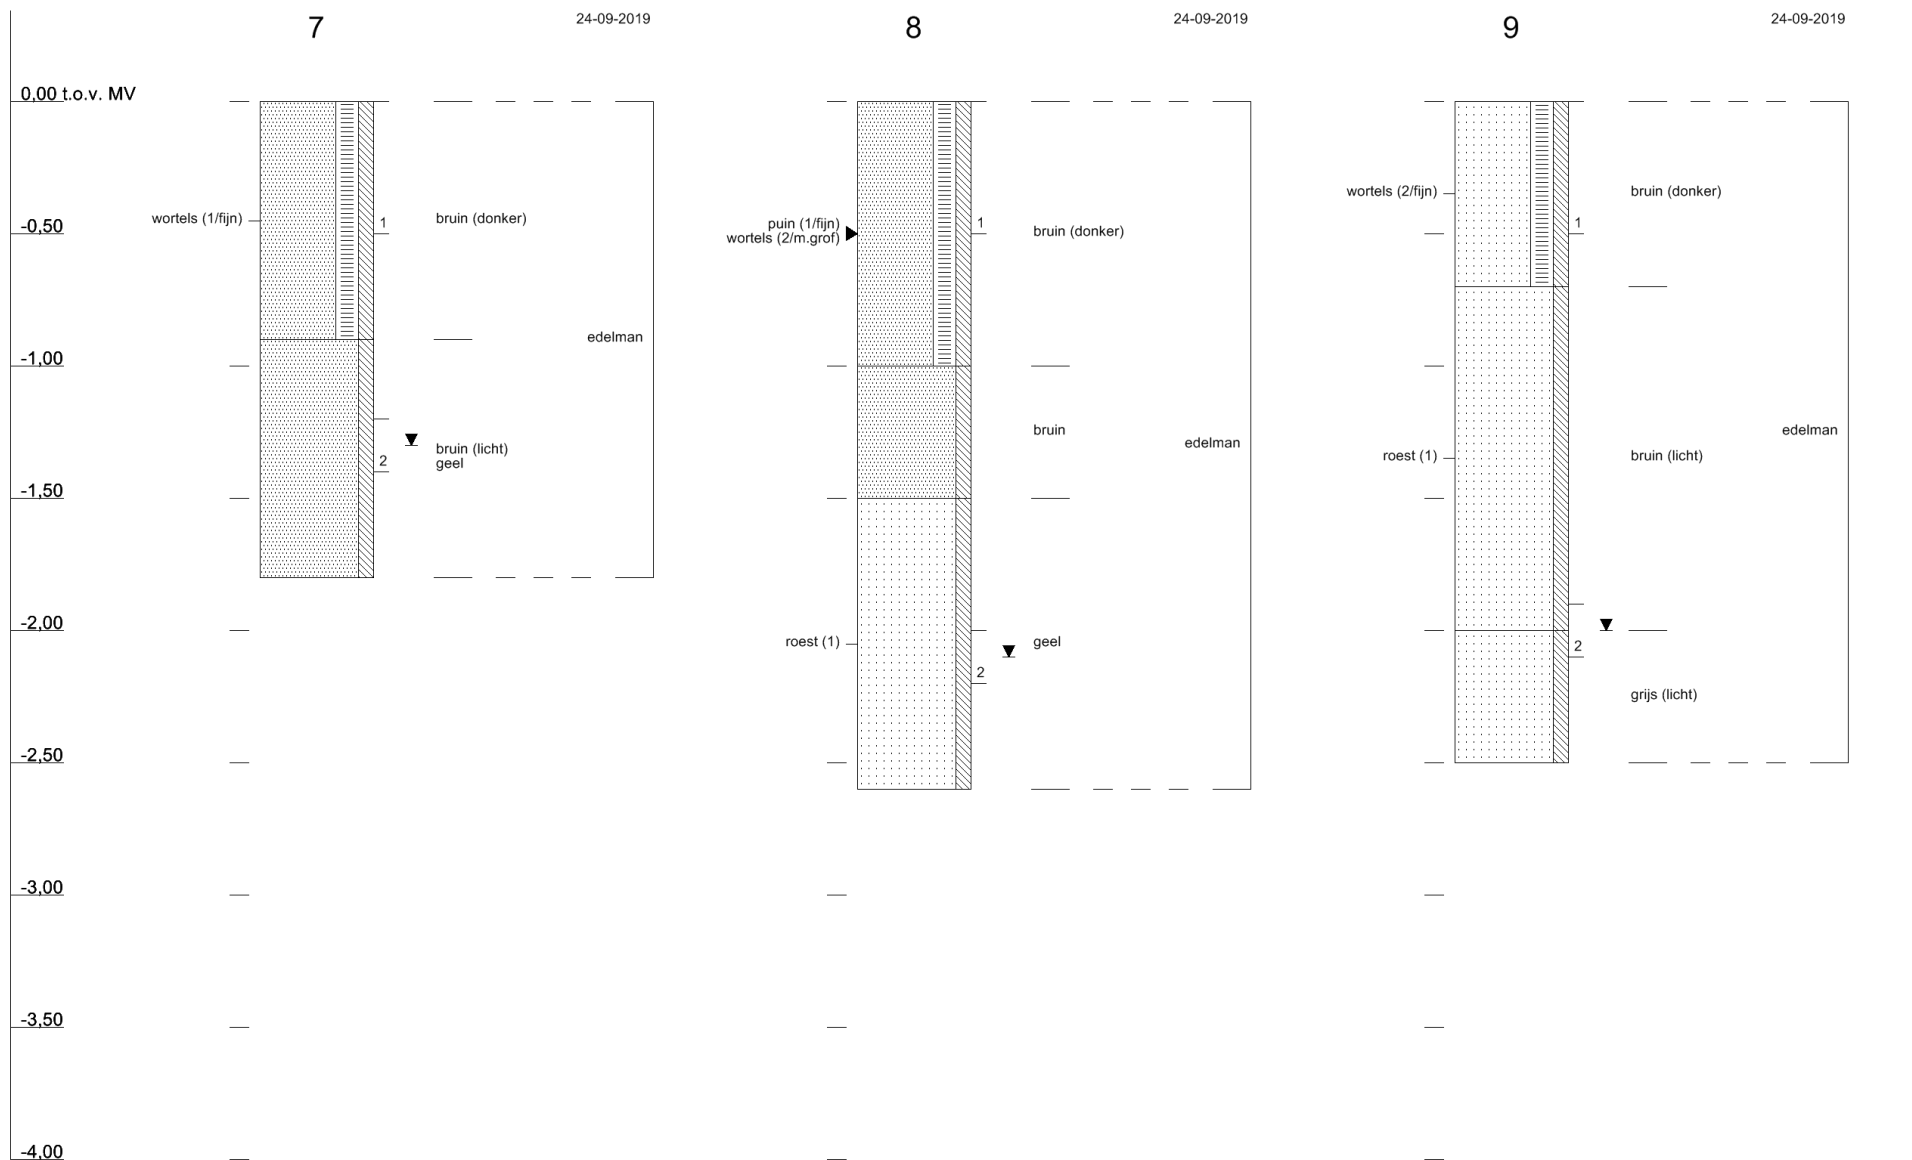 7
24-09-2019
8
24-09-2019
9
24-09-2019
0,00 t.o.v. MV
-0,50
-1,00
-1,50
-2,00
-2,50
-3,00
-3,50
-4,00
wortels (1/fijn)
1
bruin (donker)
edelman
2
bruin (licht)
geel
puin (1/fijn)
wortels (2/m.grof)
1
bruin (donker)
bruin
edelman
roest (1)
geel
2
wortels (2/fijn)
1
bruin (donker)
edelman
roest (1)
bruin (licht)
2
grijs (licht)